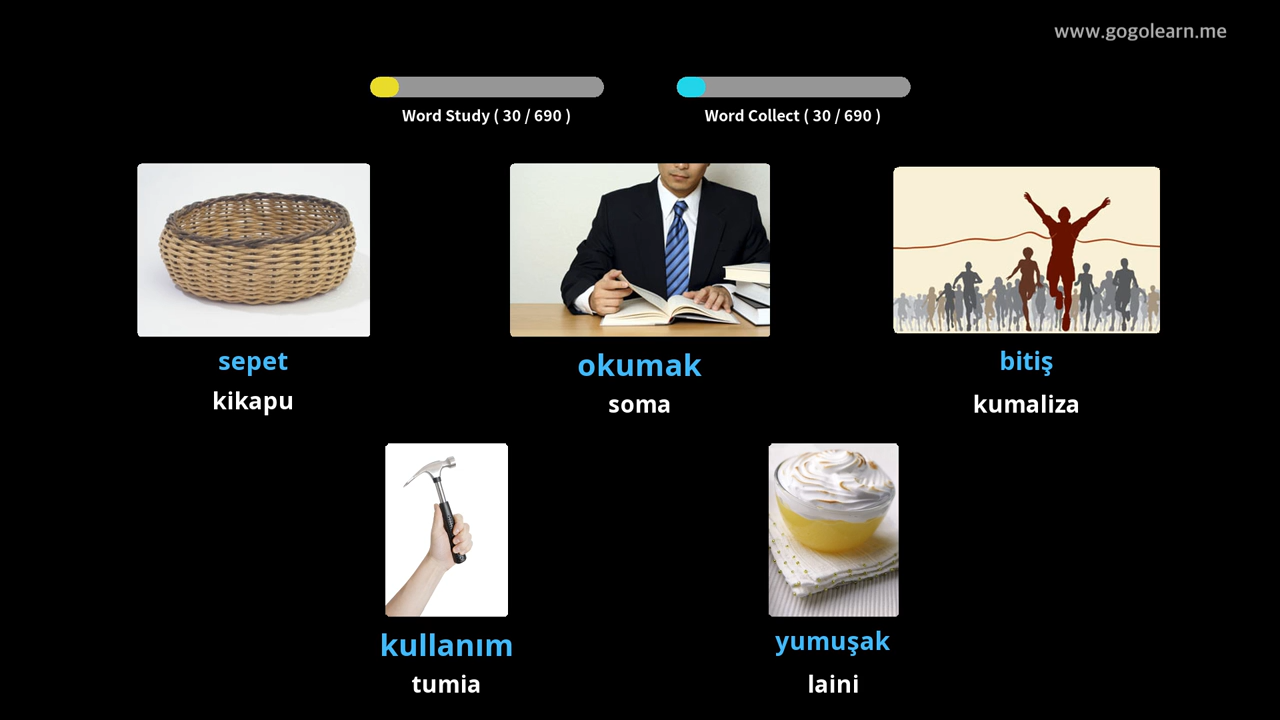 www.gogolearn.me
Word Study ( 30 / 690 )
Word Collect ( 30 / 690 )
sepet
kikapu
okumak
soma
bitiş
kumaliza
kullanım
tumia
yumuşak
laini